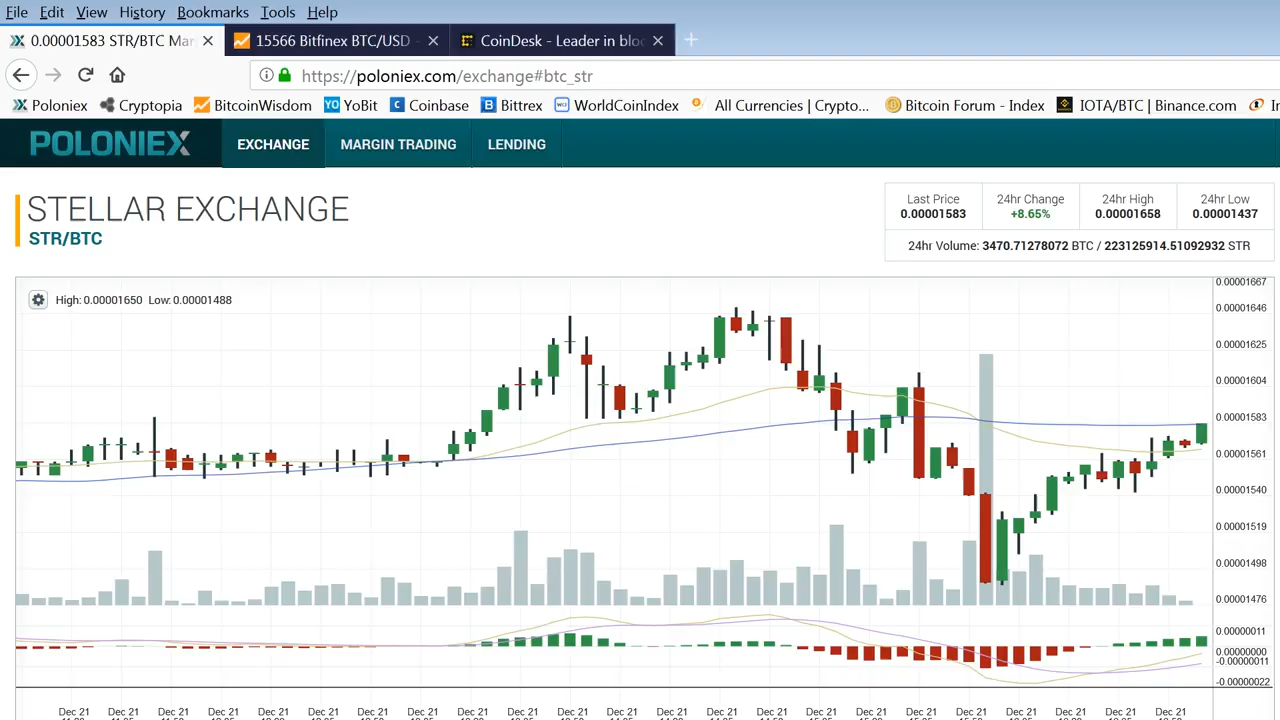 File Edit View History Bookmarks Tools Help
0.00001583 STR/BTC Mar
15566 Bitfinex BTC/USD -
CoinDesk - Leader in bloc
https://poloniex.com/exchange#btc_str
Poloniex Cryptopia BitcoinWisdom YoBit Coinbase Bittrex WorldCoinIndex All Currencies | Crypto... Bitcoin Forum - Index IOTA/BTC | Binance.com
POLONIEX EXCHANGE MARGIN TRADING LENDING
STELLAR EXCHANGE
STR/BTC
Last Price 24hr Change 24hr High 24hr Low
0.00001583 +8.65% 0.00001658 0.00001437
24hr Volume: 3470.71278072 BTC / 223125914.51092932 STR
High: 0.00001650 Low: 0.00001488
0.00001667
0.00001646
0.00001625
0.00001604
0.00001583
0.00001561
0.00001540
0.00001519
0.00001498
0.00001476
0.00000011
0.00000000
-0.00000011
-0.00000022
Dec 21 Dec 21 Dec 21 Dec 21 Dec 21 Dec 21 Dec 21 Dec 21 Dec 21 Dec 21 Dec 21 Dec 21 Dec 21 Dec 21 Dec 21 Dec 21 Dec 21 Dec 21 Dec 21 Dec 21 Dec 21 Dec 21 Dec 21